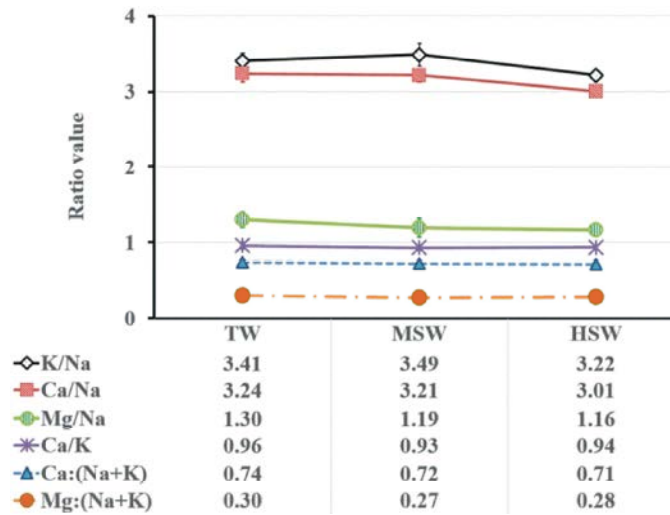 4
3
2
1
0
Ratio value
TW MSW HSW
K/Na 3.41 3.49 3.22
Ca/Na 3.24 3.21 3.01
Mg/Na 1.30 1.19 1.16
Ca/K 0.96 0.93 0.94
Ca:(Na+K) 0.74 0.72 0.71
Mg:(Na+K) 0.30 0.27 0.28